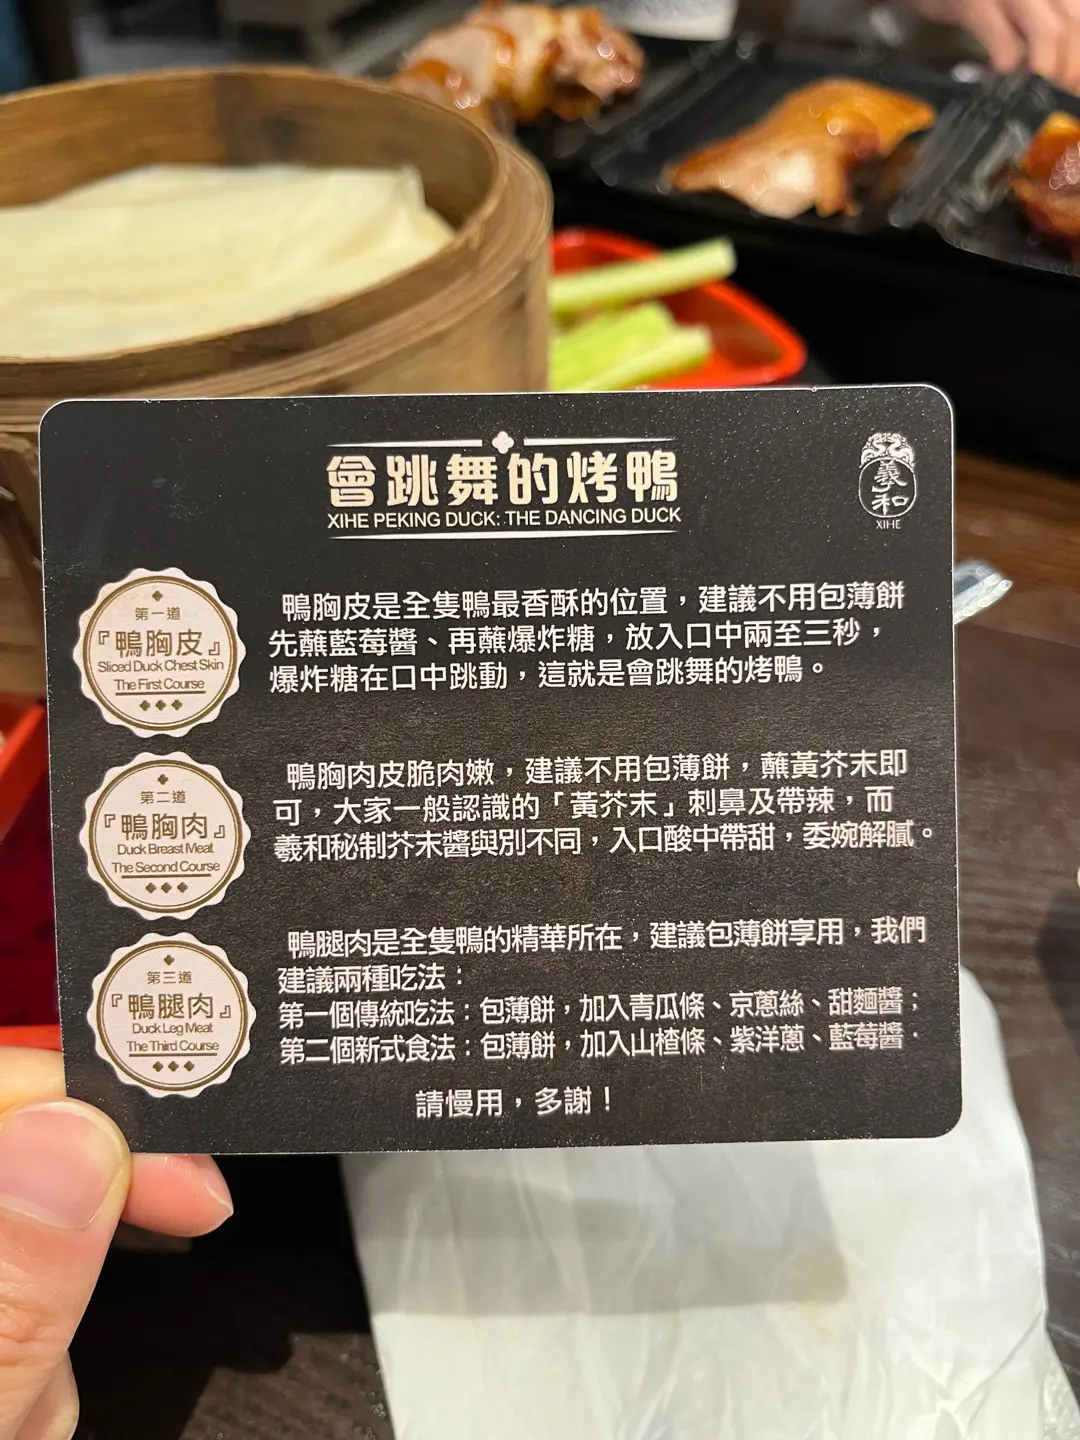 會跳舞的烤鴨
XIHE PEKING DUCK: THE DANCING DUCK
羲和
XIHE
第一道
『鴨胸皮』
Sliced Duck Chest Skin
The First Course
鴨胸皮是全隻鴨最香酥的位置，建議不用包薄餅
先蘸藍莓醬、再蘸爆炸糖，放入口中兩至三秒，
爆炸糖在口中跳動，這就是會跳舞的烤鴨。
第二道
『鴨胸肉』
Duck Breast Meat
The Second Course
鴨胸肉皮脆肉嫩，建議不用包薄餅，蘸黃芥末即
可，大家一般認識的「黃芥末」刺鼻及帶辣，而
羲和秘制芥末醬與別不同，入口酸中帶甜，委婉解膩。
第三道
『鴨腿肉』
Duck Leg Meat
The Third Course
鴨腿肉是全隻鴨的精華所在，建議包薄餅享用，我們
建議兩種吃法：
第一個傳統吃法：包薄餅，加入青瓜條、京蔥絲、甜麵醬；
第二個新式食法：包薄餅，加入山楂條、紫洋蔥、藍莓醬．
請慢用，多謝！